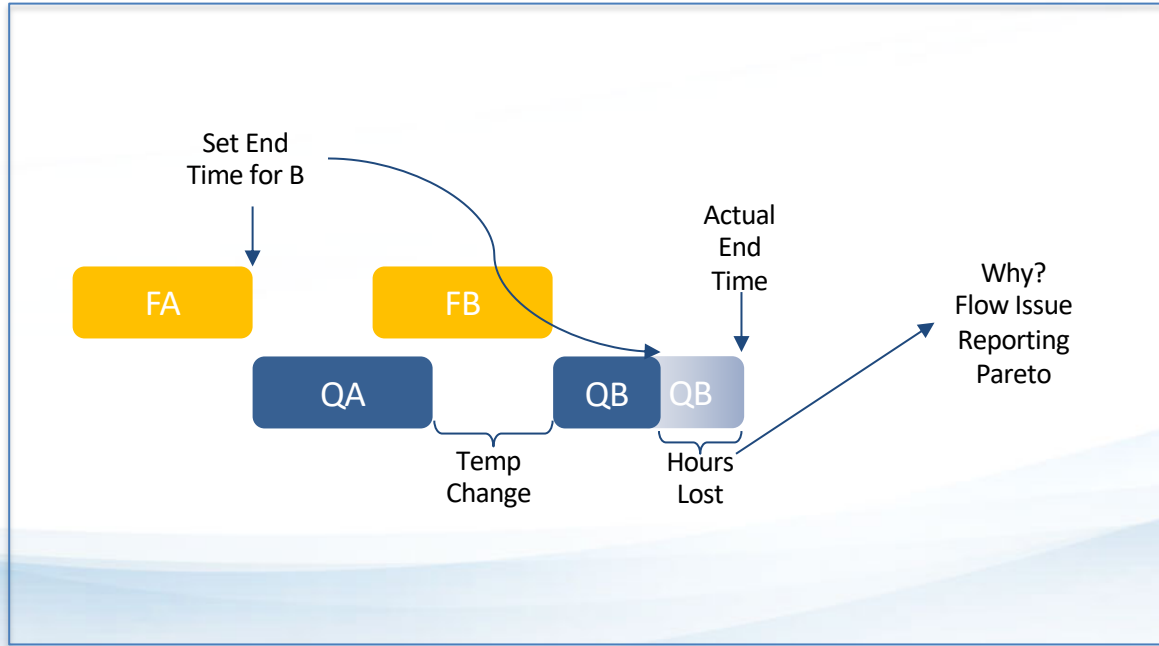 Set End
Time for B
Actual
End
Time
Why?
Flow Issue
Reporting
Pareto
FA
FB
QA
QB
QB
Temp
Change
Hours
Lost